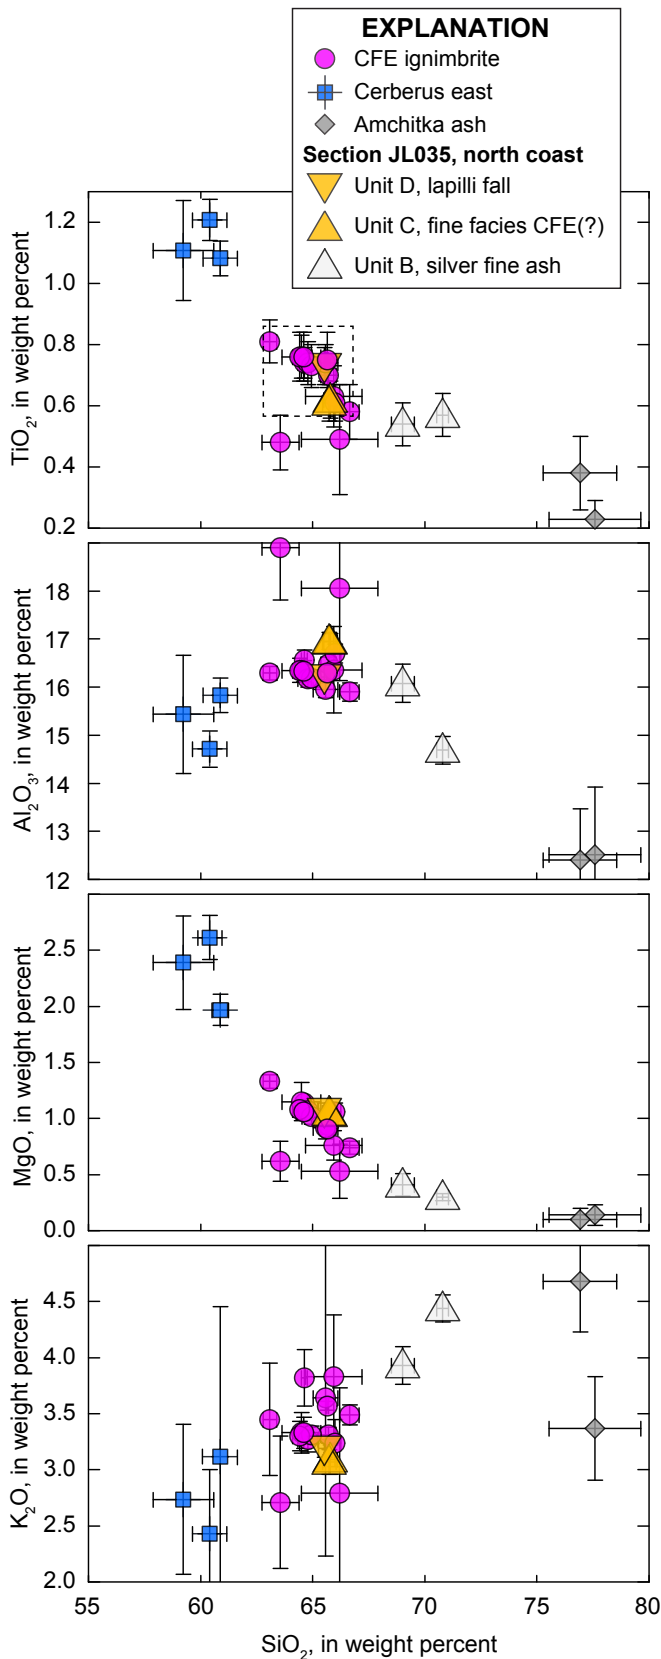 EXPLANATION
CFE ignimbrite
Cerberus east
Amchitka ash
Section JL035, north coast
Unit D, lapilli fall
Unit C, fine facies CFE(?)
Unit B, silver fine ash
TiO₂, in weight percent
1.2
1.0
0.8
0.6
0.4
0.2
Al₂O₃, in weight percent
18
17
16
15
14
13
12
MgO, in weight percent
2.5
2.0
1.5
1.0
0.5
0.0
K₂O, in weight percent
4.5
4.0
3.5
3.0
2.5
2.0
55 60 65 70 75 80
SiO₂, in weight percent